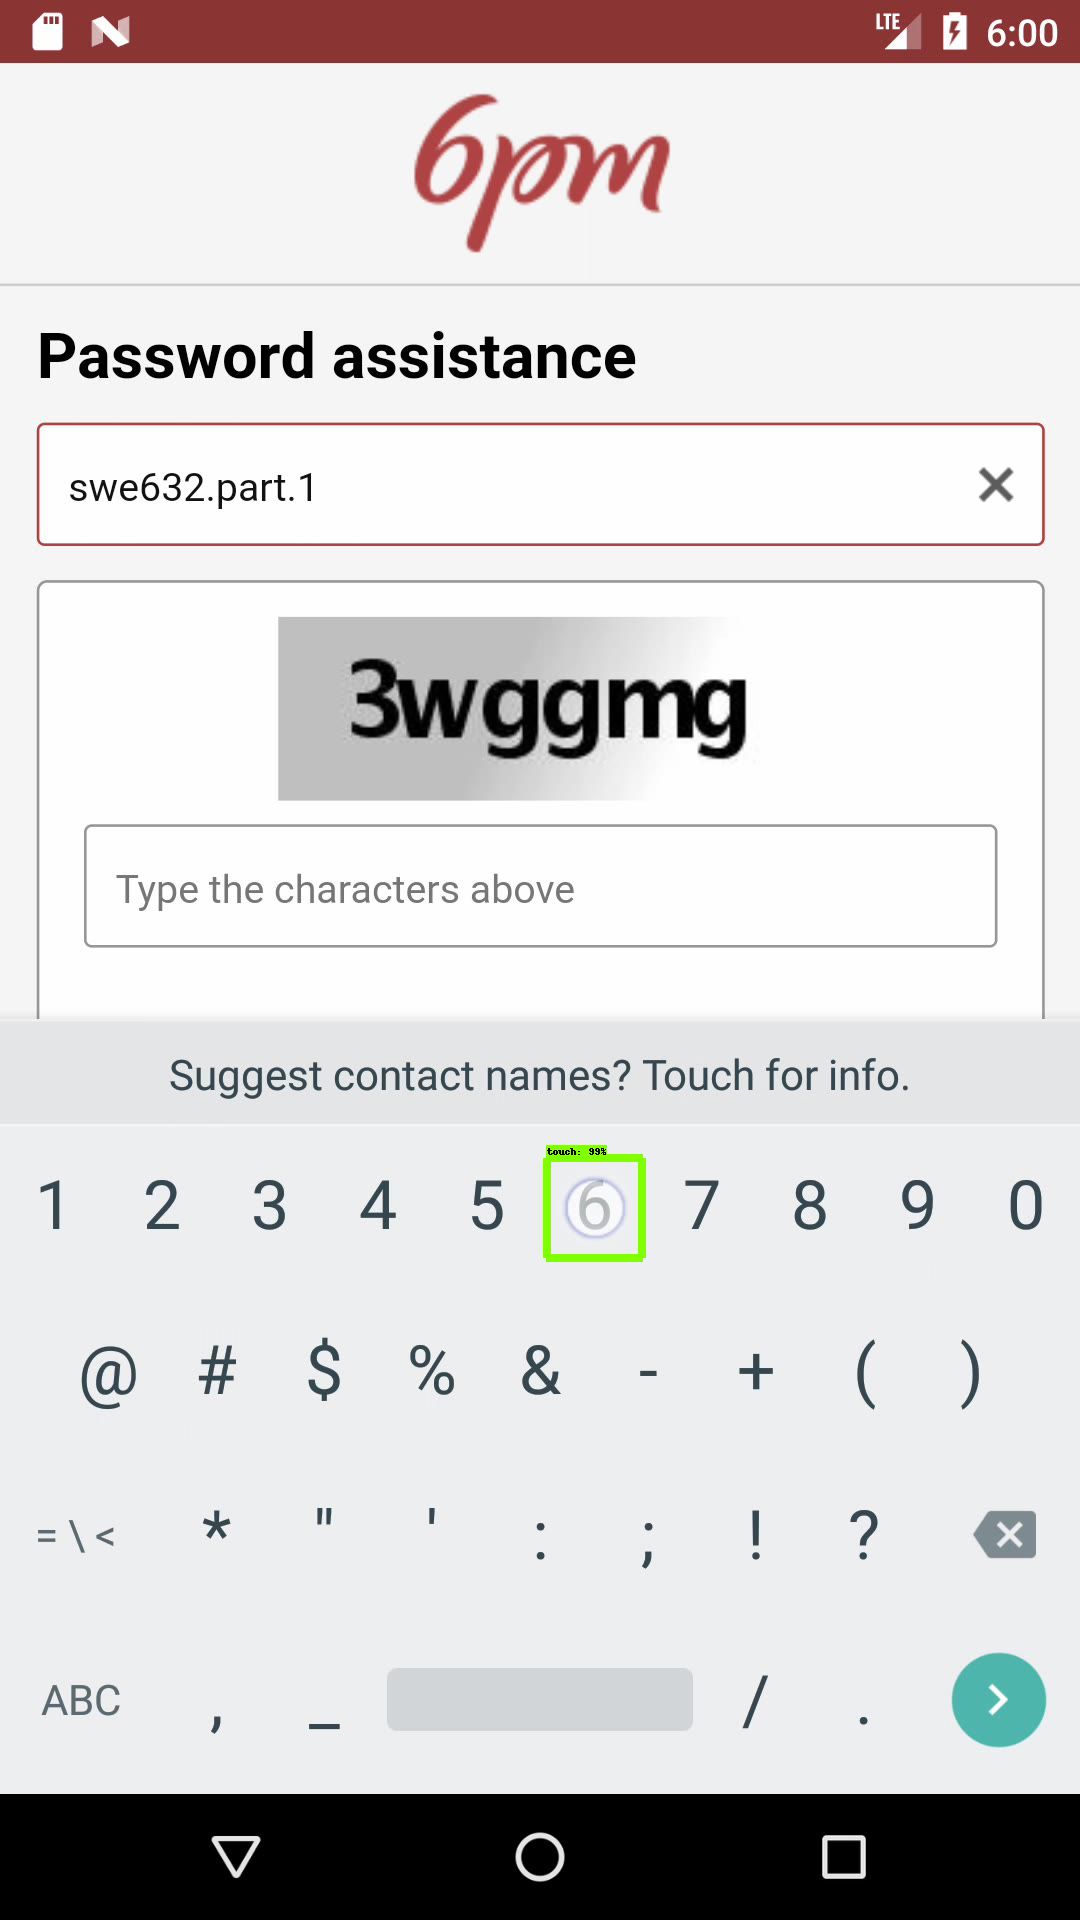 LTE 6:00
6pm
Password assistance
swe632.part.1
3wggmg
Type the characters above
Suggest contact names? Touch for info.
touch: 99%
1 2 3 4 5 6 7 8 9 0
@ # $ % & - + ( )
= \ < * " ' : ; ! ?
ABC , _ / .